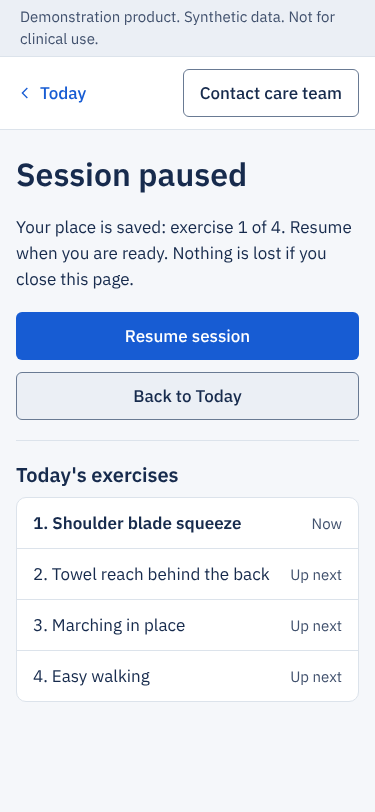 Demonstration product. Synthetic data. Not for
clinical use.
Today
Contact care team
Session paused
Your place is saved: exercise 1 of 4. Resume
when you are ready. Nothing is lost if you
close this page.
Resume session
Back to Today
Today's exercises
1. Shoulder blade squeeze Now
2. Towel reach behind the back Up next
3. Marching in place Up next
4. Easy walking Up next